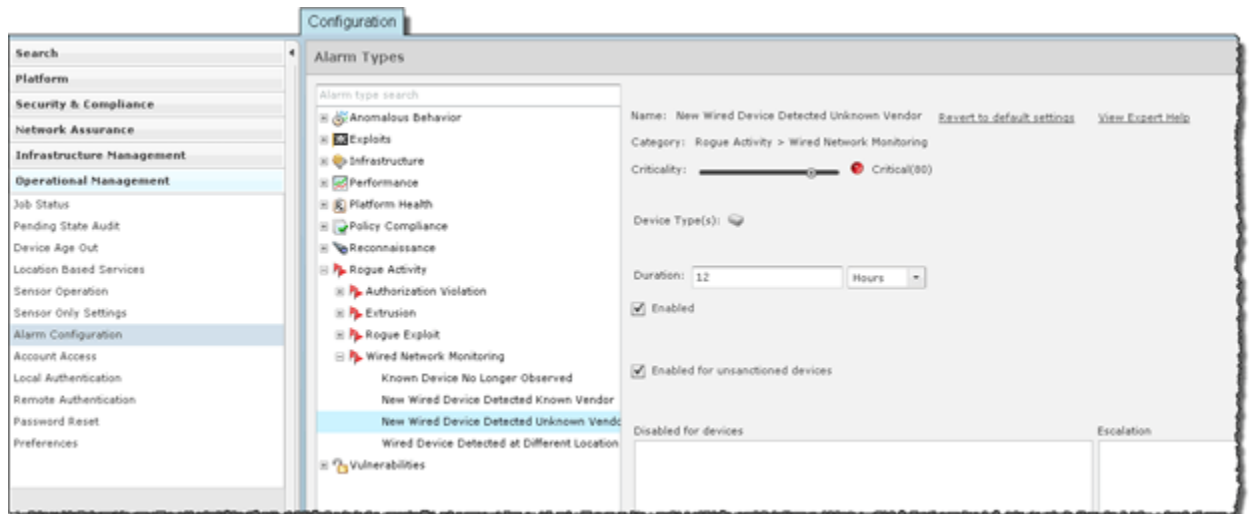 Configuration
Search
Platform
Security & Compliance
Network Assurance
Infrastructure Management
Operational Management
Job Status
Pending State Audit
Device Age Out
Location Based Services
Sensor Operation
Sensor Only Settings
Alarm Configuration
Account Access
Local Authentication
Remote Authentication
Password Reset
Preferences
Alarm Types
Alarm type search
Anomalous Behavior
Exploits
Infrastructure
Performance
Platform Health
Policy Compliance
Reconnaissance
Rogue Activity
Authorization Violation
Extrusion
Rogue Exploit
Wired Network Monitoring
Known Device No Longer Observed
New Wired Device Detected Known Vendor
New Wired Device Detected Unknown Vendo
Wired Device Detected at Different Location
Vulnerabilities
Name: New Wired Device Detected Unknown Vendor Revert to default settings View Expert Help
Category: Rogue Activity > Wired Network Monitoring
Criticality: Critical(80)
Device Type(s):
Duration: 12 Hours
Enabled
Enabled for unsanctioned devices
Disabled for devices Escalation